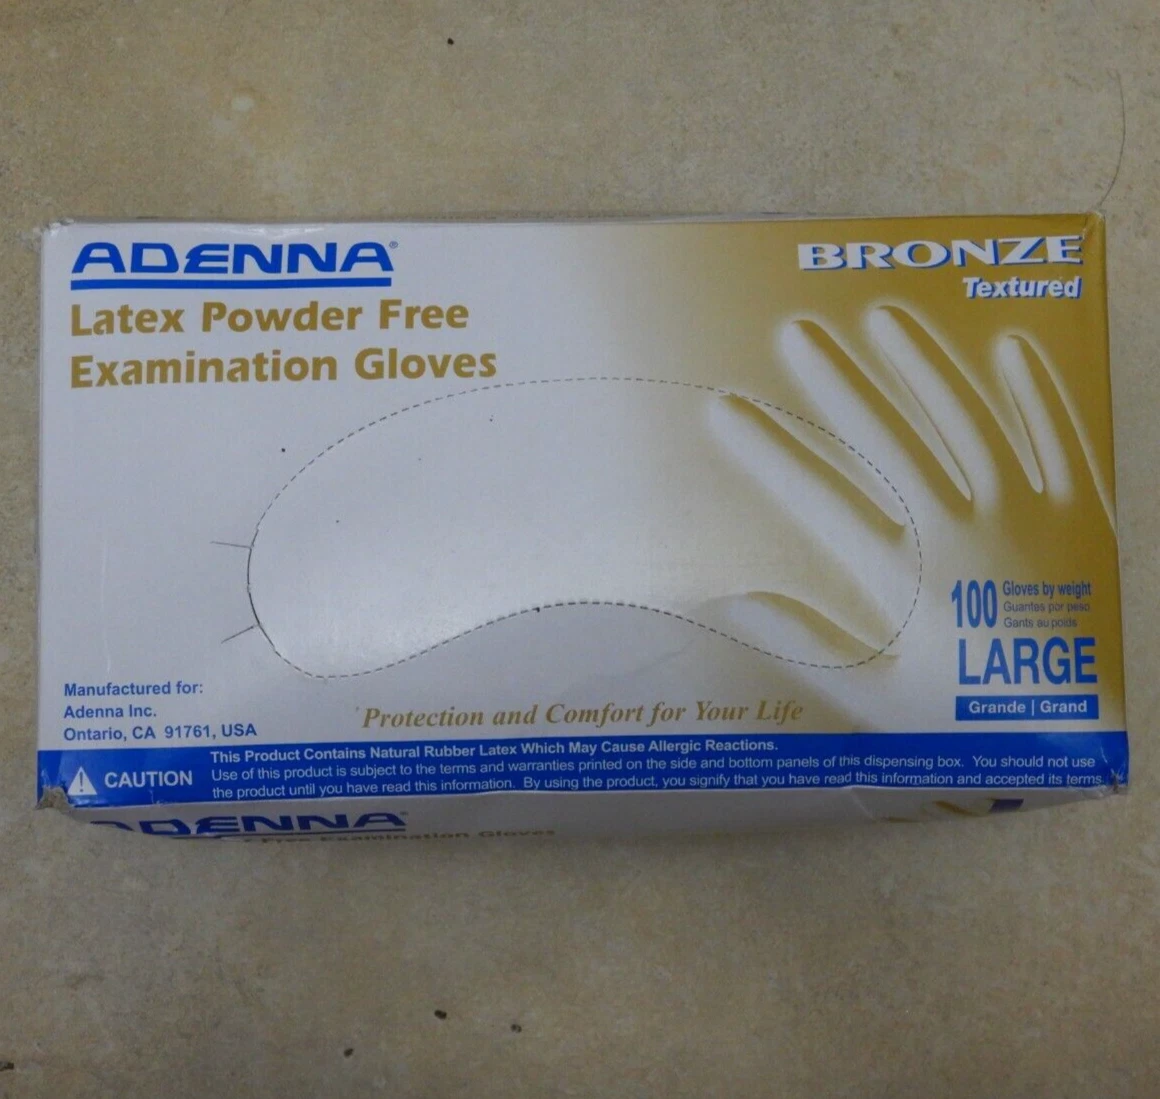 ADENNA®
Latex Powder Free
Examination Gloves
BRONZE
Textured
100 Gloves by weight
Guantes por peso
Gants au poids
LARGE
Grande | Grand
Manufactured for:
Adenna Inc.
Ontario, CA 91761, USA
Protection and Comfort for Your Life
CAUTION
This Product Contains Natural Rubber Latex Which May Cause Allergic Reactions.
Use of this product is subject to the terms and warranties printed on the side and bottom panels of this dispensing box. You should not use
the product until you have read this information. By using the product, you signify that you have read this information and accepted its terms.
ADENNA®
Free Examination Gloves